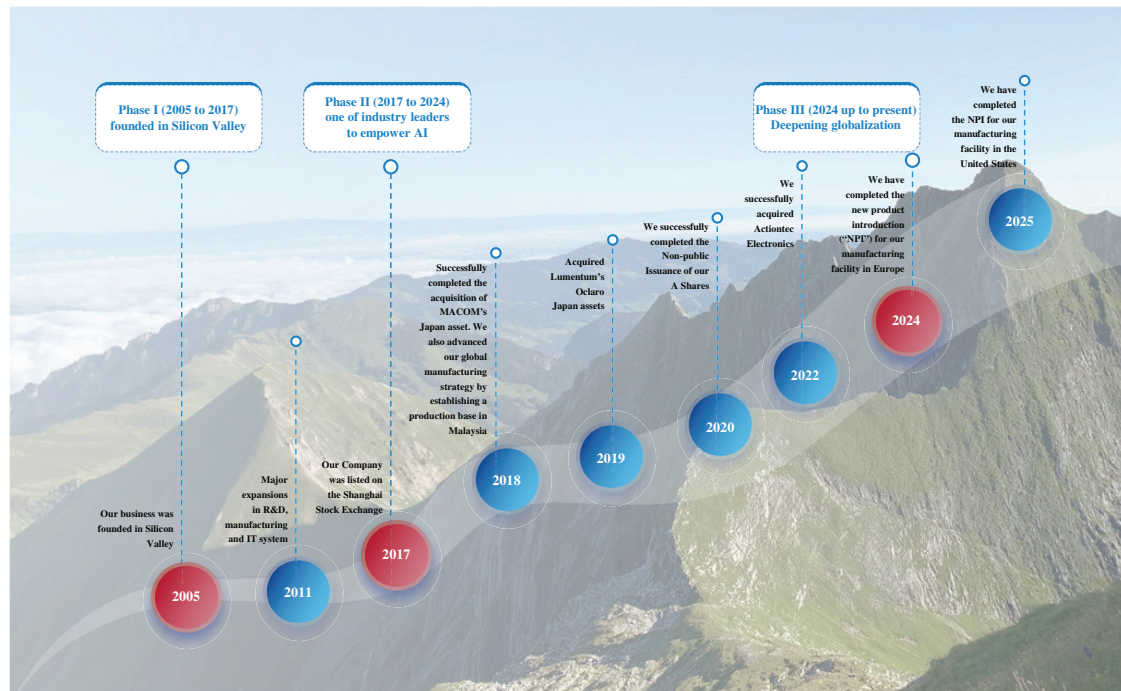 Phase I (2005 to 2017)
founded in Silicon Valley
Phase II (2017 to 2024)
one of industry leaders
to empower AI
Phase III (2024 up to present)
Deepening globalization
Our business was
founded in Silicon
Valley
2005
Major
expansions
in R&D,
manufacturing
and IT system
2011
Our Company
was listed on
the Shanghai
Stock Exchange
2017
Successfully
completed the
acquisition of
MACOM’s
Japan asset. We
also advanced
our global
manufacturing
strategy by
establishing a
production base in
Malaysia
2018
Acquired
Lumentum’s
Oclaro
Japan assets
2019
We successfully
completed the
Non-public
Issuance of our
A Shares
2020
We
successfully
acquired
Actiontec
Electronics
2022
We have
completed the
new product
introduction
(“NPI”) for our
manufacturing
facility in Europe
2024
We have
completed
the NPI for our
manufacturing
facility in the
United States
2025